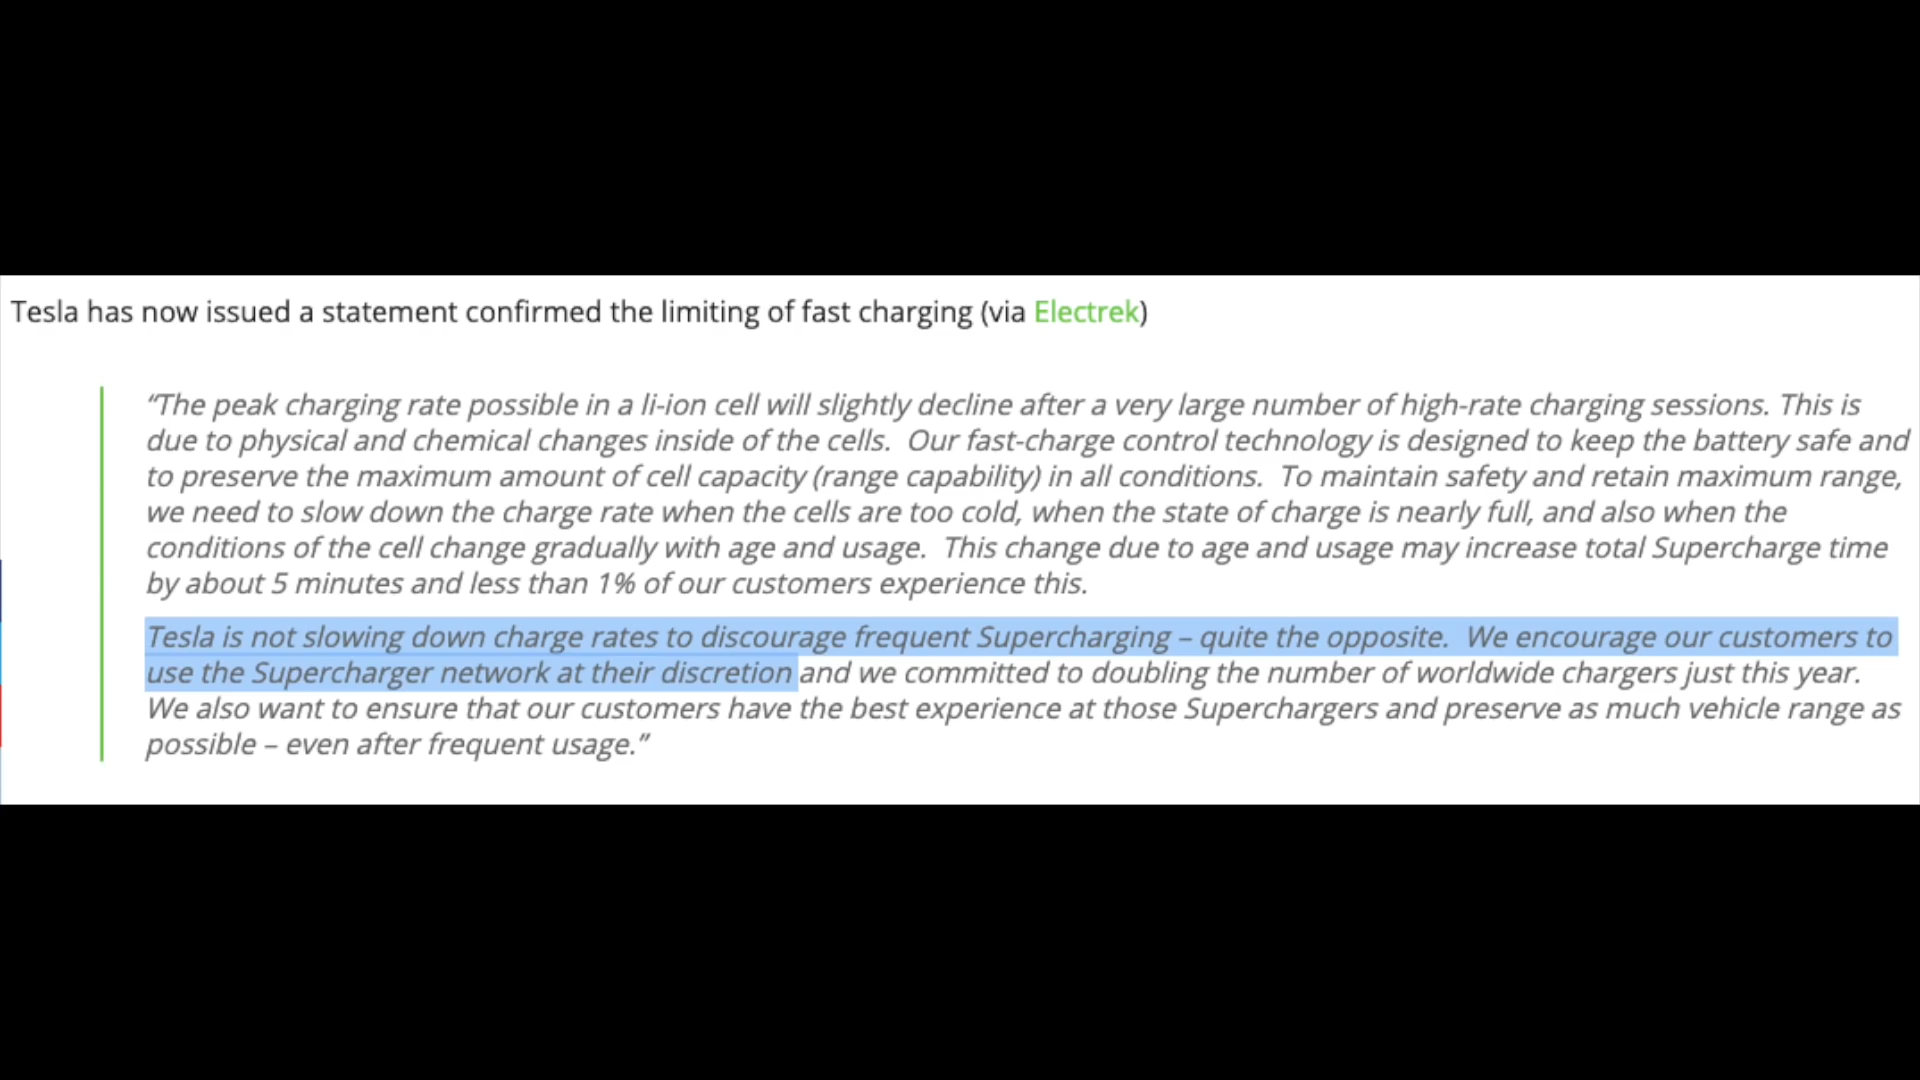 Tesla has now issued a statement confirmed the limiting of fast charging (via Electrek)
“The peak charging rate possible in a li-ion cell will slightly decline after a very large number of high-rate charging sessions. This is
due to physical and chemical changes inside of the cells.  Our fast-charge control technology is designed to keep the battery safe and
to preserve the maximum amount of cell capacity (range capability) in all conditions.  To maintain safety and retain maximum range,
we need to slow down the charge rate when the cells are too cold, when the state of charge is nearly full, and also when the
conditions of the cell change gradually with age and usage.  This change due to age and usage may increase total Supercharge time
by about 5 minutes and less than 1% of our customers experience this.
Tesla is not slowing down charge rates to discourage frequent Supercharging – quite the opposite.  We encourage our customers to
use the Supercharger network at their discretion and we committed to doubling the number of worldwide chargers just this year.
We also want to ensure that our customers have the best experience at those Superchargers and preserve as much vehicle range as
possible – even after frequent usage.”